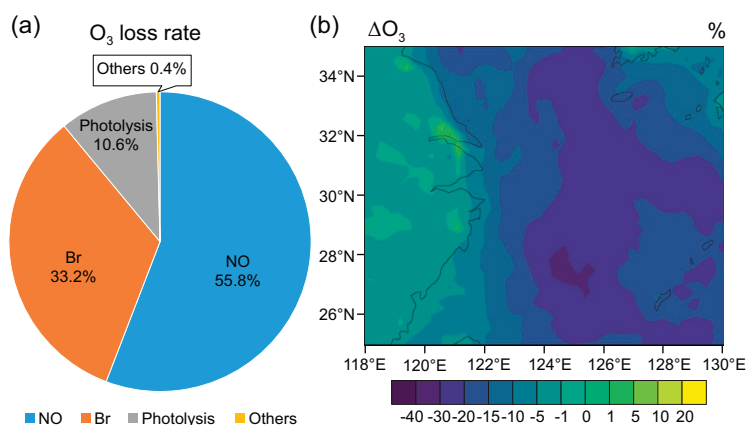 (a)
O₃ loss rate
Others 0.4%
Photolysis
10.6%
Br
33.2%
NO
55.8%
NO Br Photolysis Others
(b) ΔO₃ %
34°N
32°N
30°N
28°N
26°N
118°E 120°E 122°E 124°E 126°E 128°E 130°E
-40 -30 -20 -15 -10 -5 -1 0 1 5 10 20